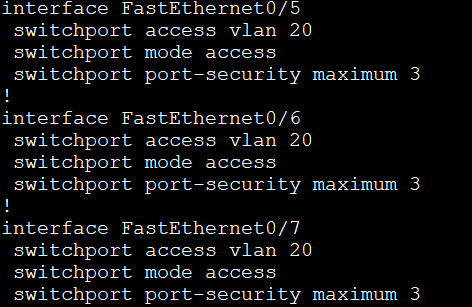 interface FastEthernet0/5
 switchport access vlan 20
 switchport mode access
 switchport port-security maximum 3
!
interface FastEthernet0/6
 switchport access vlan 20
 switchport mode access
 switchport port-security maximum 3
!
interface FastEthernet0/7
 switchport access vlan 20
 switchport mode access
 switchport port-security maximum 3